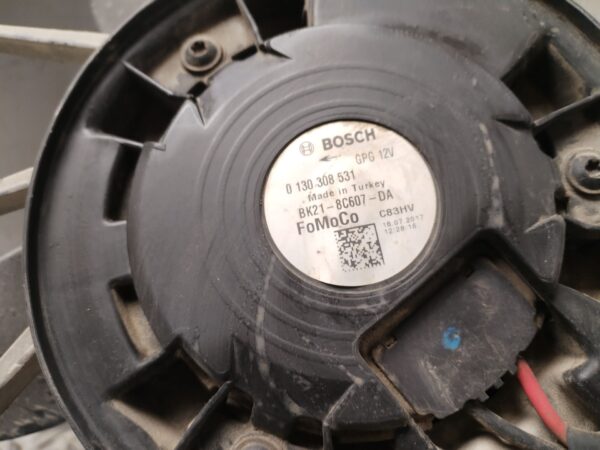 BOSCH
GPG 12V
0 130 308 531
Made in Turkey
BK21-8C607-DA
FoMoCo C83HV
18.07.2017
12:28:16